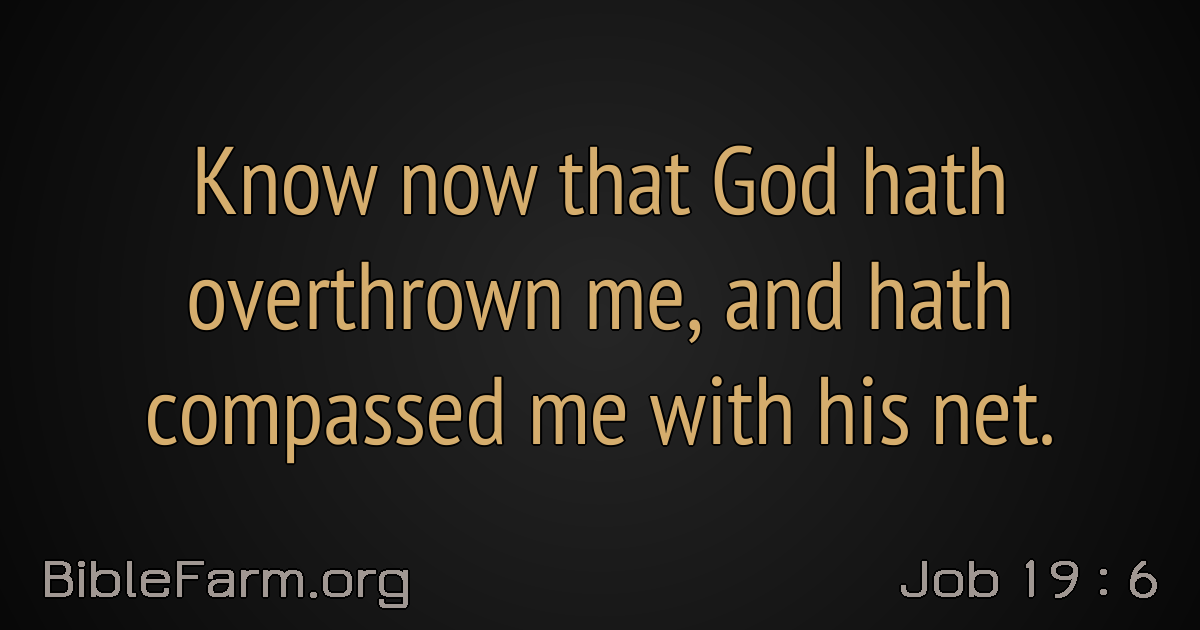 Know now that God hath
overthrown me, and hath
compassed me with his net.
BibleFarm.org
Job 19 : 6